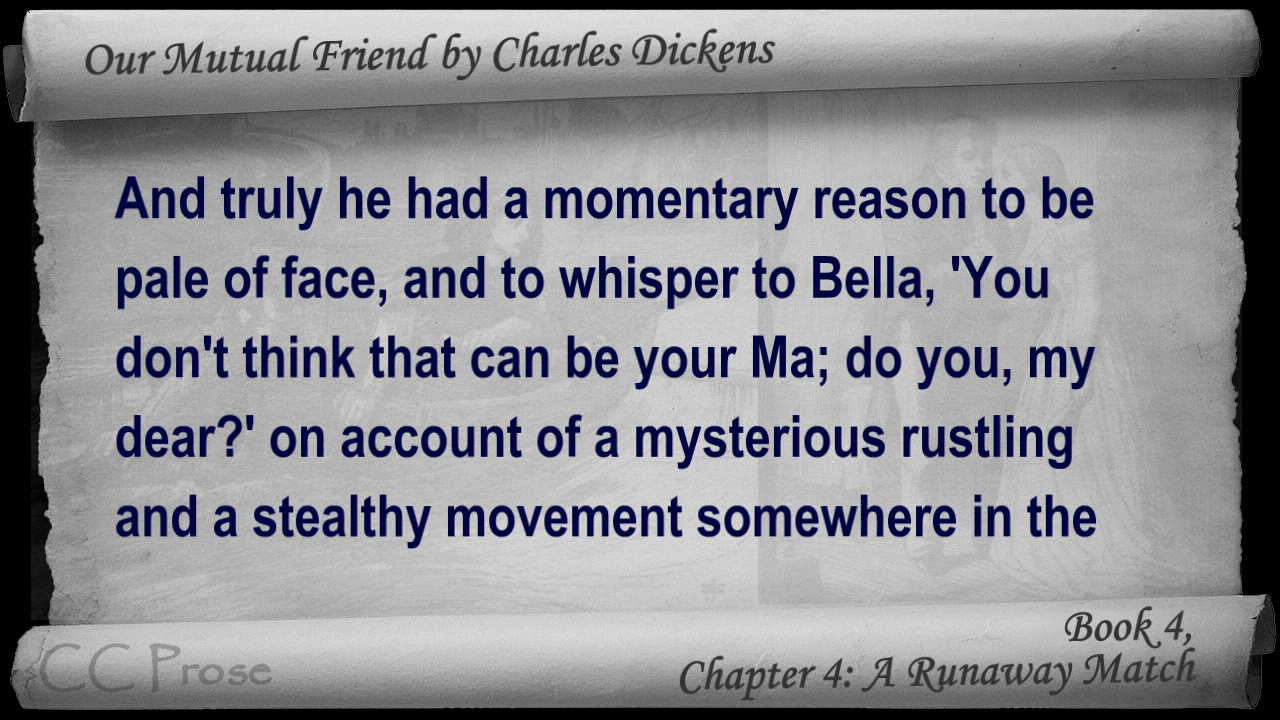 Our Mutual Friend by Charles Dickens
And truly he had a momentary reason to be
pale of face, and to whisper to Bella, 'You
don't think that can be your Ma; do you, my
dear?' on account of a mysterious rustling
and a stealthy movement somewhere in the
Book 4,
Chapter 4: A Runaway Match
CC Prose